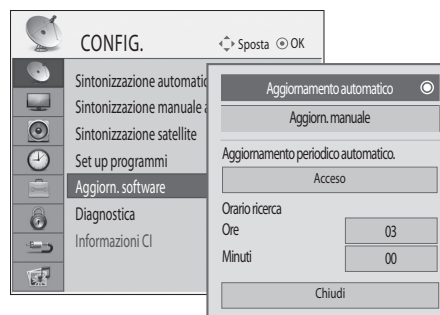 CONFIG.
Sposta OK
Sintonizzazione automatic
Sintonizzazione manuale a
Sintonizzazione satellite
Set up programmi
Aggiorn. software
Diagnostica
Informazioni CI
Aggiornamento automatico
Aggiorn. manuale
Aggiornamento periodico automatico.
Acceso
Orario ricerca
Ore 03
Minuti 00
Chiudi